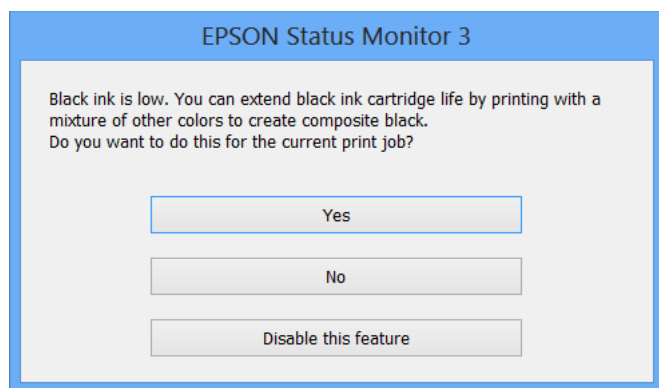 EPSON Status Monitor 3
Black ink is low. You can extend black ink cartridge life by printing with a
mixture of other colors to create composite black.
Do you want to do this for the current print job?
Yes
No
Disable this feature